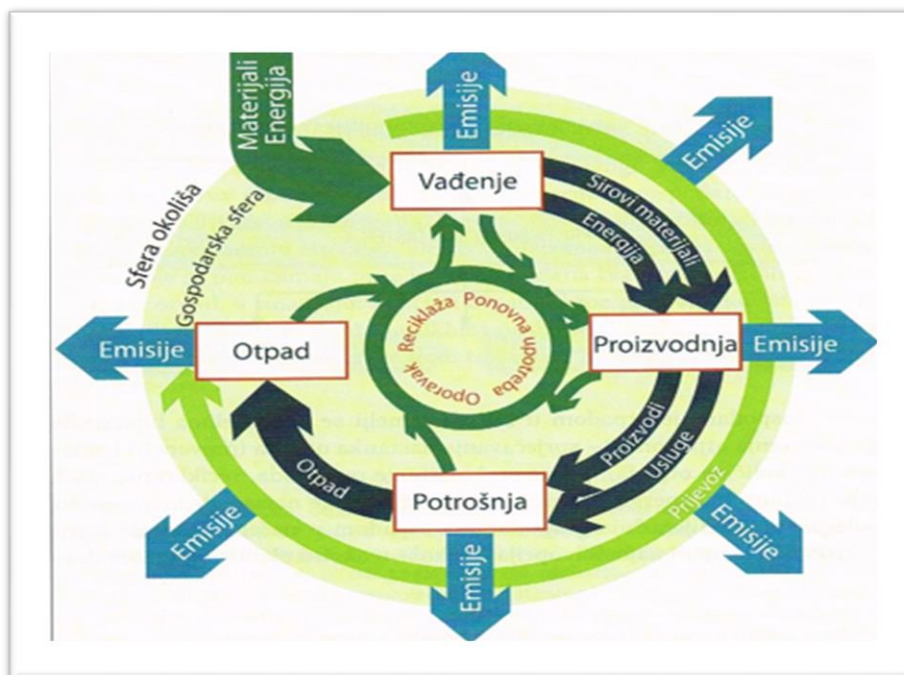 Materijali
Energija
Emisije
Emisije
Vađenje
Sirovi materijali
Energija
Sfera okoliša
Gospodarska sfera
Reciklaža Ponovna upotreba Oporavak
Emisije
Otpad
Proizvodnja
Emisije
Otpad
Proizvodi
Usluge
Prijevoz
Potrošnja
Emisije
Emisije
Emisije